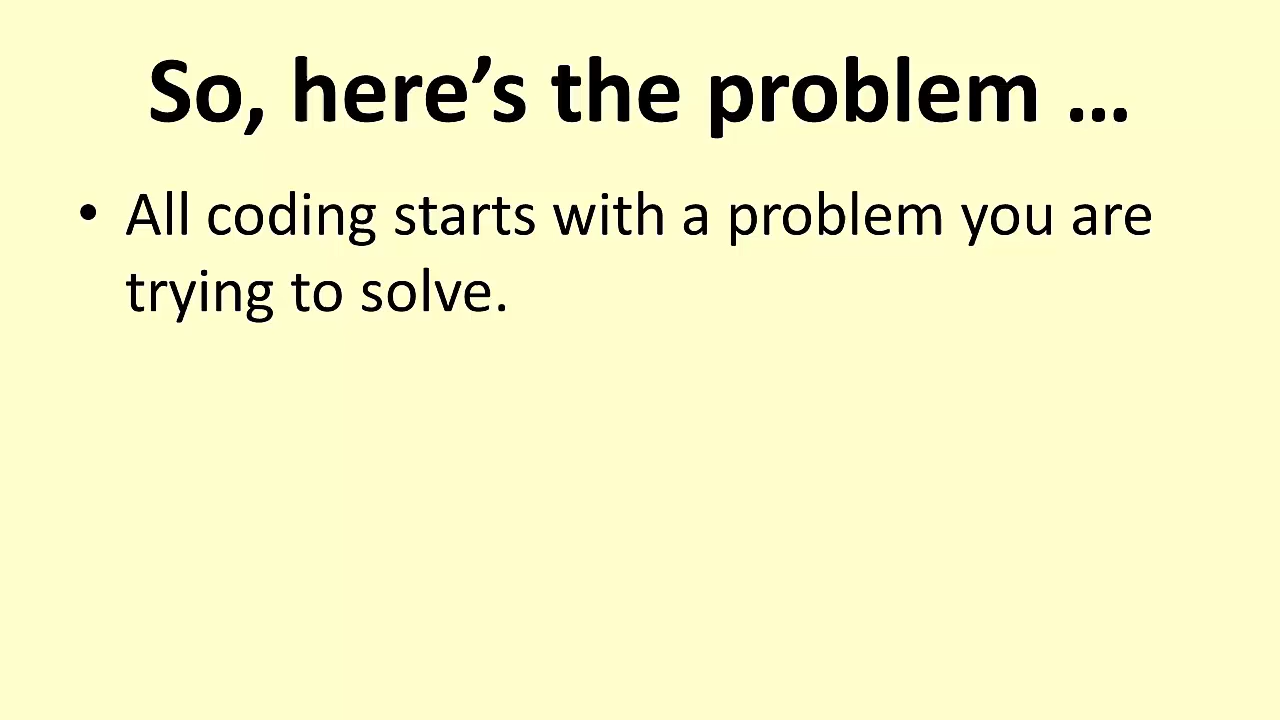 So, here’s the problem …
• All coding starts with a problem you are
trying to solve.